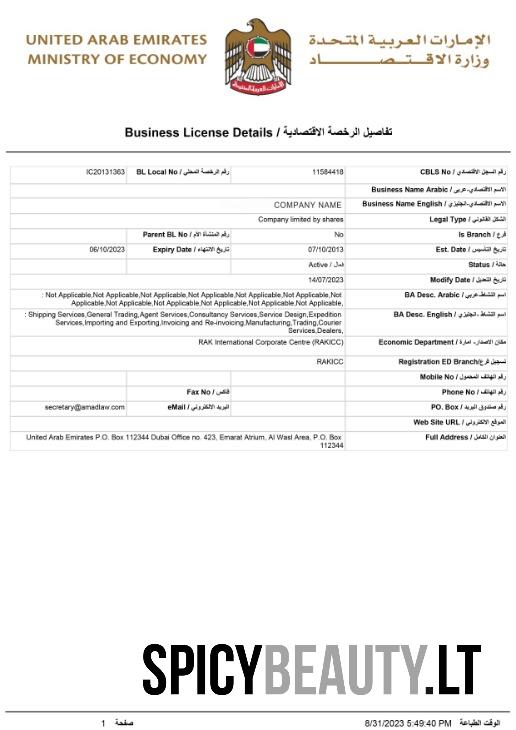 UNITED ARAB EMIRATES
MINISTRY OF ECONOMY
الإمارات العربية المتحدة
وزارة الاقتصاد
Business License Details / تفاصيل الرخصة الاقتصادية
IC20131363 BL Local No / رقم الرخصة المحلي 11584418 CBLS No / رقم السجل الاقتصادي
Business Name Arabic / الاسم الاقتصادي-عربي
COMPANY NAME Business Name English / الاسم الاقتصادي-انجليزي
Company limited by shares Legal Type / الشكل القانوني
Parent BL No / رقم المنشأة الأم No Is Branch / فرع
06/10/2023 Expiry Date / تاريخ الانتهاء 07/10/2013 Est. Date / تاريخ التأسيس
Active / فعال Status / حالة
14/07/2023 Modify Date / تاريخ التعديل
: Not Applicable,Not Applicable,Not Applicable,Not Applicable,Not Applicable,Not Applicable,Not BA Desc. Arabic / اسم النشاط-عربي
Applicable,Not Applicable,Not Applicable,Not Applicable,Not Applicable,Not Applicable,
: Shipping Services,General Trading,Agent Services,Consultancy Services,Service Design,Expedition BA Desc. English / اسم النشاط-انجليزي
Services,Importing and Exporting,Invoicing and Re-invoicing,Manufacturing,Trading,Courier
Services,Dealers,
RAK International Corporate Centre (RAKICC) Economic Department / مكان الاصدار- امارة
RAKICC Registration ED Branch/تسجيل فرع
Mobile No / رقم الهاتف المحمول
Fax No / فاكس Phone No / رقم الهاتف
secretary@amadlaw.com eMail / البريد الالكتروني PO. Box / رقم صندوق البريد
Web Site URL / الموقع الالكتروني
United Arab Emirates P.O. Box 112344 Dubai Office no. 423, Emarat Atrium, Al Wasl Area, P.O. Box Full Address / العنوان الكامل
112344
SPICYBEAUTY.LT
1 صفحة 8/31/2023 5:49:40 PM الوقت الطباعة